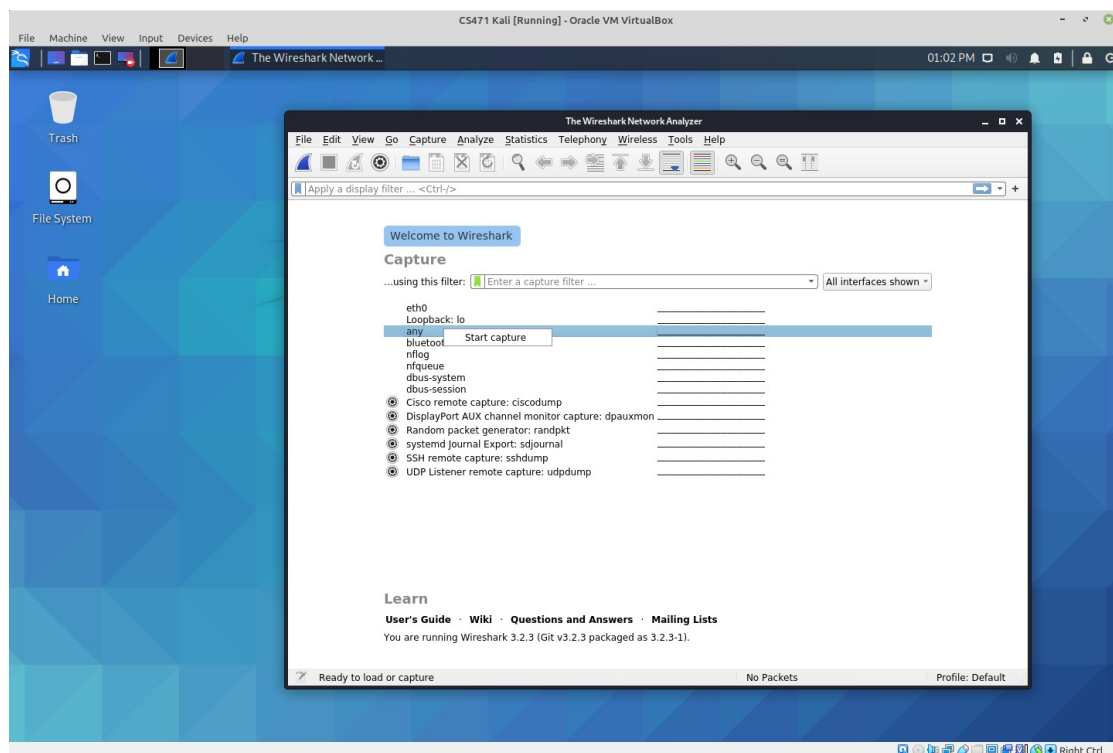 CS471 Kali [Running] - Oracle VM VirtualBox
File Machine View Input Devices Help
The Wireshark Network ...
01:02 PM
Trash
File System
Home
The Wireshark Network Analyzer
File Edit View Go Capture Analyze Statistics Telephony Wireless Tools Help
Apply a display filter ... <Ctrl-/>
Welcome to Wireshark
Capture
...using this filter: Enter a capture filter ... All interfaces shown
eth0
Loopback: lo
any
Start capture
bluetoot
nflog
nfqueue
dbus-system
dbus-session
Cisco remote capture: ciscodump
DisplayPort AUX channel monitor capture: dpauxmon
Random packet generator: randpkt
systemd Journal Export: sdjournal
SSH remote capture: sshdump
UDP Listener remote capture: udpdump
Learn
User's Guide · Wiki · Questions and Answers · Mailing Lists
You are running Wireshark 3.2.3 (Git v3.2.3 packaged as 3.2.3-1).
Ready to load or capture No Packets Profile: Default
Right Ctrl